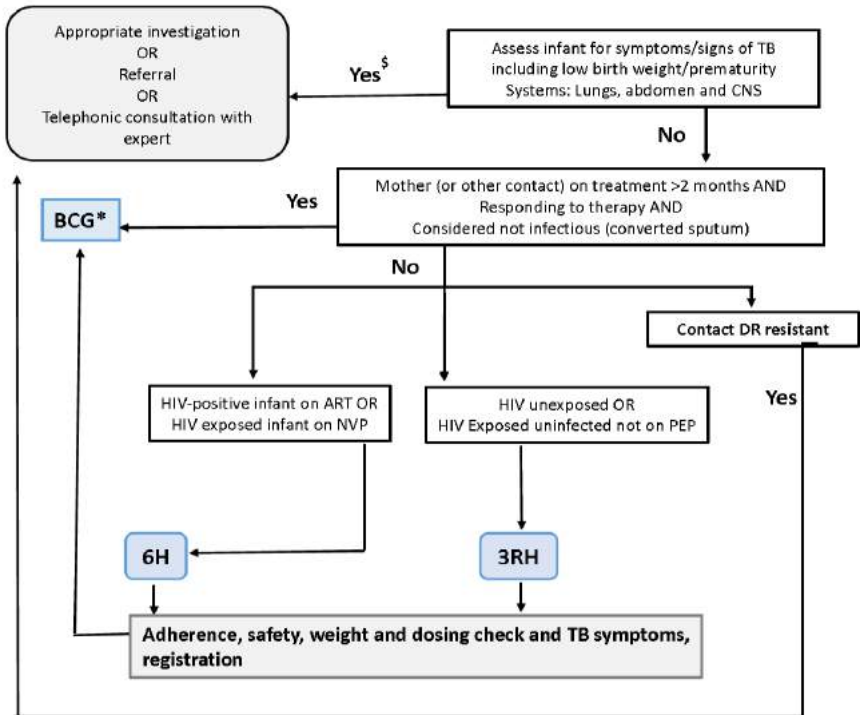 Appropriate investigation
OR
Referral
OR
Telephonic consultation with
expert
Yes$
Assess infant for symptoms/signs of TB
including low birth weight/prematurity
Systems: Lungs, abdomen and CNS
No
Mother (or other contact) on treatment >2 months AND
Responding to therapy AND
Considered not infectious (converted sputum)
Yes
BCG*
No
Contact DR resistant
Yes
HIV-positive infant on ART OR
HIV exposed infant on NVP
HIV unexposed OR
HIV Exposed uninfected not on PEP
6H
3RH
Adherence, safety, weight and dosing check and TB symptoms,
registration